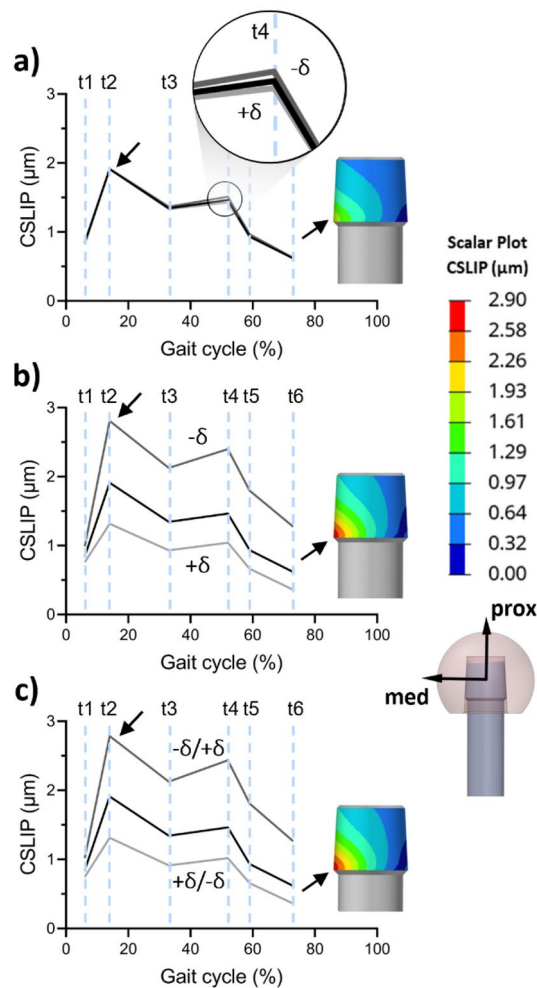 a)
t1 t2 t3 t4
-δ
+δ
3
2
1
0
CSLIP (µm)
0 20 40 60 80 100
Gait cycle (%)
Scalar Plot
CSLIP (µm)
2.90
2.58
2.26
1.93
1.61
1.29
0.97
0.64
0.32
0.00
b)
t1 t2 t3 t4 t5 t6
-δ
+δ
3
2
1
0
CSLIP (µm)
0 20 40 60 80 100
Gait cycle (%)
prox
med
c)
t1 t2 t3 t4 t5 t6
-δ/+δ
+δ/-δ
3
2
1
0
CSLIP (µm)
0 20 40 60 80 100
Gait cycle (%)